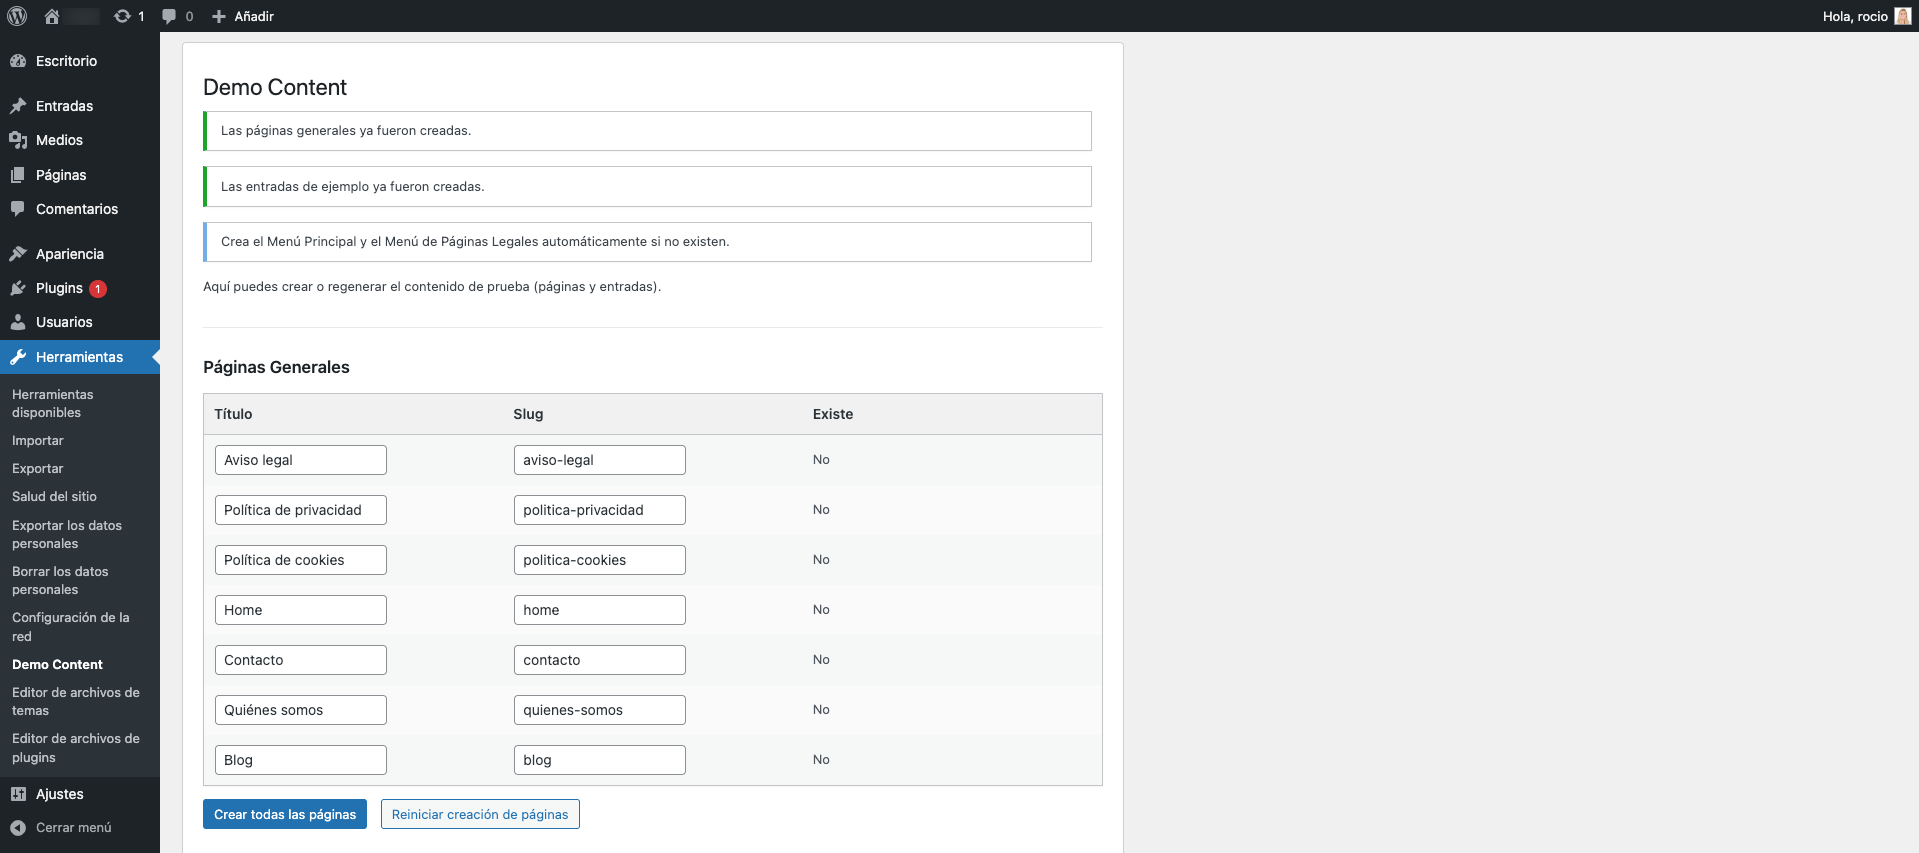 1
0
Añadir
Hola, rocio
Escritorio
Entradas
Medios
Páginas
Comentarios
Apariencia
Plugins 1
Usuarios
Herramientas
Herramientas
disponibles
Importar
Exportar
Salud del sitio
Exportar los datos
personales
Borrar los datos
personales
Configuración de la
red
Demo Content
Editor de archivos de
temas
Editor de archivos de
plugins
Ajustes
Cerrar menú
Demo Content
Las páginas generales ya fueron creadas.
Las entradas de ejemplo ya fueron creadas.
Crea el Menú Principal y el Menú de Páginas Legales automáticamente si no existen.
Aquí puedes crear o regenerar el contenido de prueba (páginas y entradas).
Páginas Generales
Título Slug Existe
Aviso legal aviso-legal No
Política de privacidad politica-privacidad No
Política de cookies politica-cookies No
Home home No
Contacto contacto No
Quiénes somos quienes-somos No
Blog blog No
Crear todas las páginas Reiniciar creación de páginas